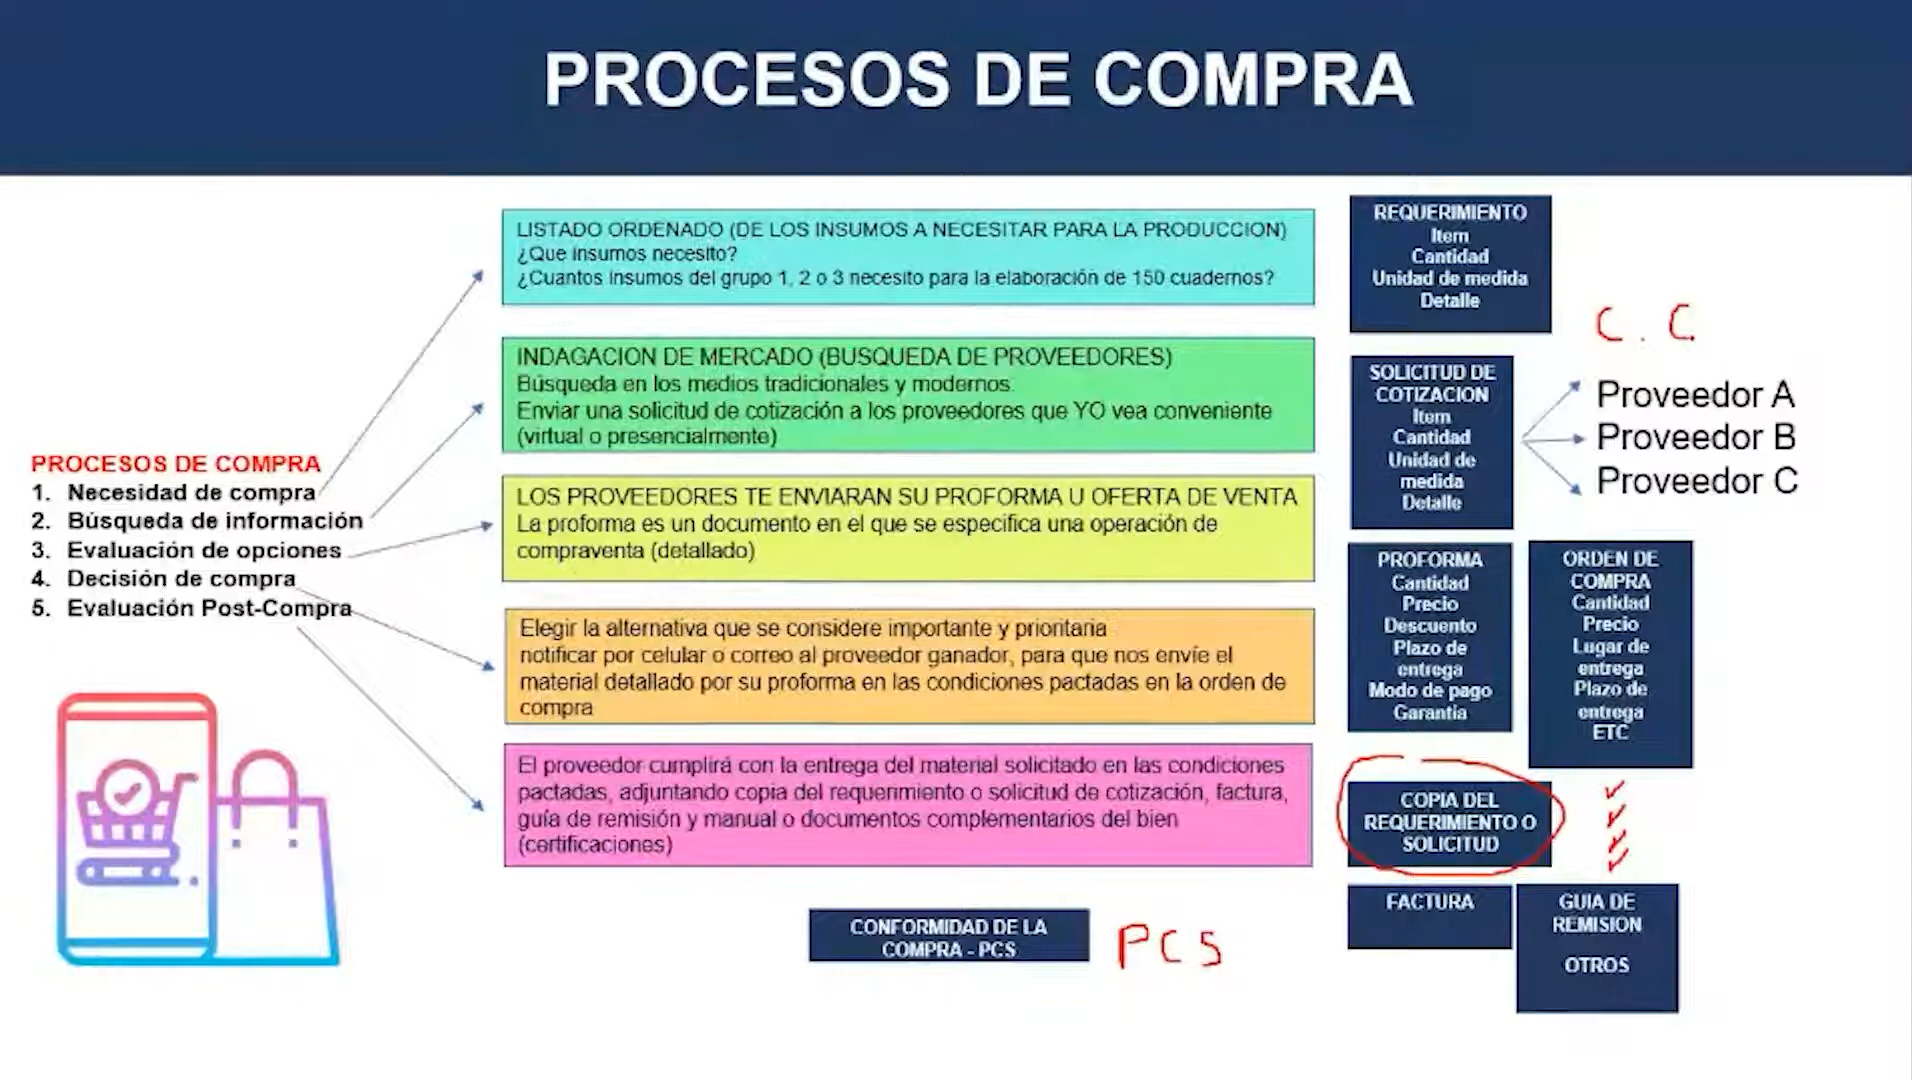 PROCESOS DE COMPRA
PROCESOS DE COMPRA
1. Necesidad de compra
2. Búsqueda de información
3. Evaluación de opciones
4. Decisión de compra
5. Evaluación Post-Compra
LISTADO ORDENADO (DE LOS INSUMOS A NECESITAR PARA LA PRODUCCION)
¿Que insumos necesito?
¿Cuantos insumos del grupo 1, 2 o 3 necesito para la elaboración de 150 cuadernos?
INDAGACION DE MERCADO (BUSQUEDA DE PROVEEDORES)
Búsqueda en los medios tradicionales y modernos.
Enviar una solicitud de cotización a los proveedores que YO vea conveniente
(virtual o presencialmente)
LOS PROVEEDORES TE ENVIARAN SU PROFORMA U OFERTA DE VENTA
La proforma es un documento en el que se especifica una operación de
compraventa (detallado)
Elegir la alternativa que se considere importante y prioritaria
notificar por celular o correo al proveedor ganador, para que nos envíe el
material detallado por su proforma en las condiciones pactadas en la orden de
compra
El proveedor cumplirá con la entrega del material solicitado en las condiciones
pactadas, adjuntando copia del requerimiento o solicitud de cotización, factura,
guía de remisión y manual o documentos complementarios del bien
(certificaciones)
CONFORMIDAD DE LA
COMPRA - PCS
PCS
REQUERIMIENTO
Item
Cantidad
Unidad de medida
Detalle
C. C
SOLICITUD DE
COTIZACION
Item
Cantidad
Unidad de
medida
Detalle
Proveedor A
Proveedor B
Proveedor C
PROFORMA
Cantidad
Precio
Descuento
Plazo de
entrega
Modo de pago
Garantia
ORDEN DE
COMPRA
Cantidad
Precio
Lugar de
entrega
Plazo de
entrega
ETC
COPIA DEL
REQUERIMIENTO O
SOLICITUD
FACTURA
GUIA DE
REMISION
OTROS